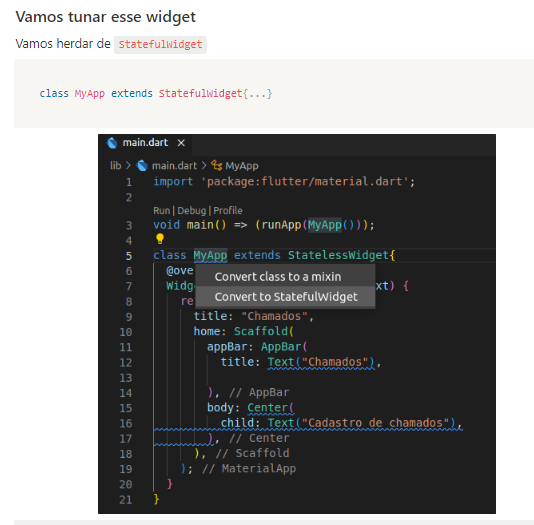 Vamos tunar esse widget
Vamos herdar de StatefulWidget
class MyApp extends StatefulWidget{...}
main.dart ×
lib > main.dart > MyApp
1 import 'package:flutter/material.dart';
2
Run | Debug | Profile
3 void main() => (runApp(MyApp()));
4
5 class MyApp extends StatelessWidget{
6 @ove
Convert class to a mixin
7 Widg xt) {
Convert to StatefulWidget
8 re
9 title: "Chamados",
10 home: Scaffold(
11 appBar: AppBar(
12 title: Text("Chamados"),
13
14 ), // AppBar
15 body: Center(
16 child: Text("Cadastro de chamados"),
17 ), // Center
18 ), // Scaffold
19 ); // MaterialApp
20 }
21 }